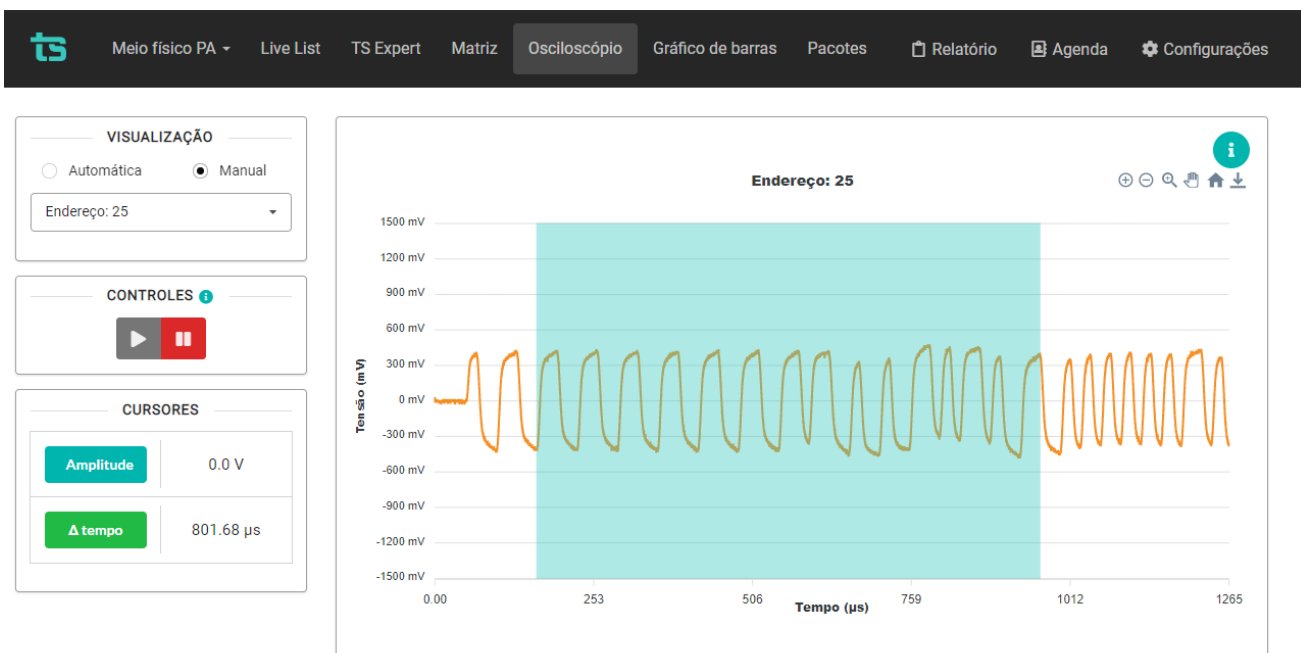 ts
Meio físico PA Live List TS Expert Matriz Osciloscópio Gráfico de barras Pacotes Relatório Agenda Configurações
VISUALIZAÇÃO
Automática Manual
Endereço: 25
CONTROLES i
CURSORES
Amplitude 0.0 V
Δ tempo 801.68 µs
i
Endereço: 25
1500 mV
1200 mV
900 mV
600 mV
300 mV
0 mV
-300 mV
-600 mV
-900 mV
-1200 mV
-1500 mV
Tensão (mV)
0.00 253 506 759 1012 1265
Tempo (µs)